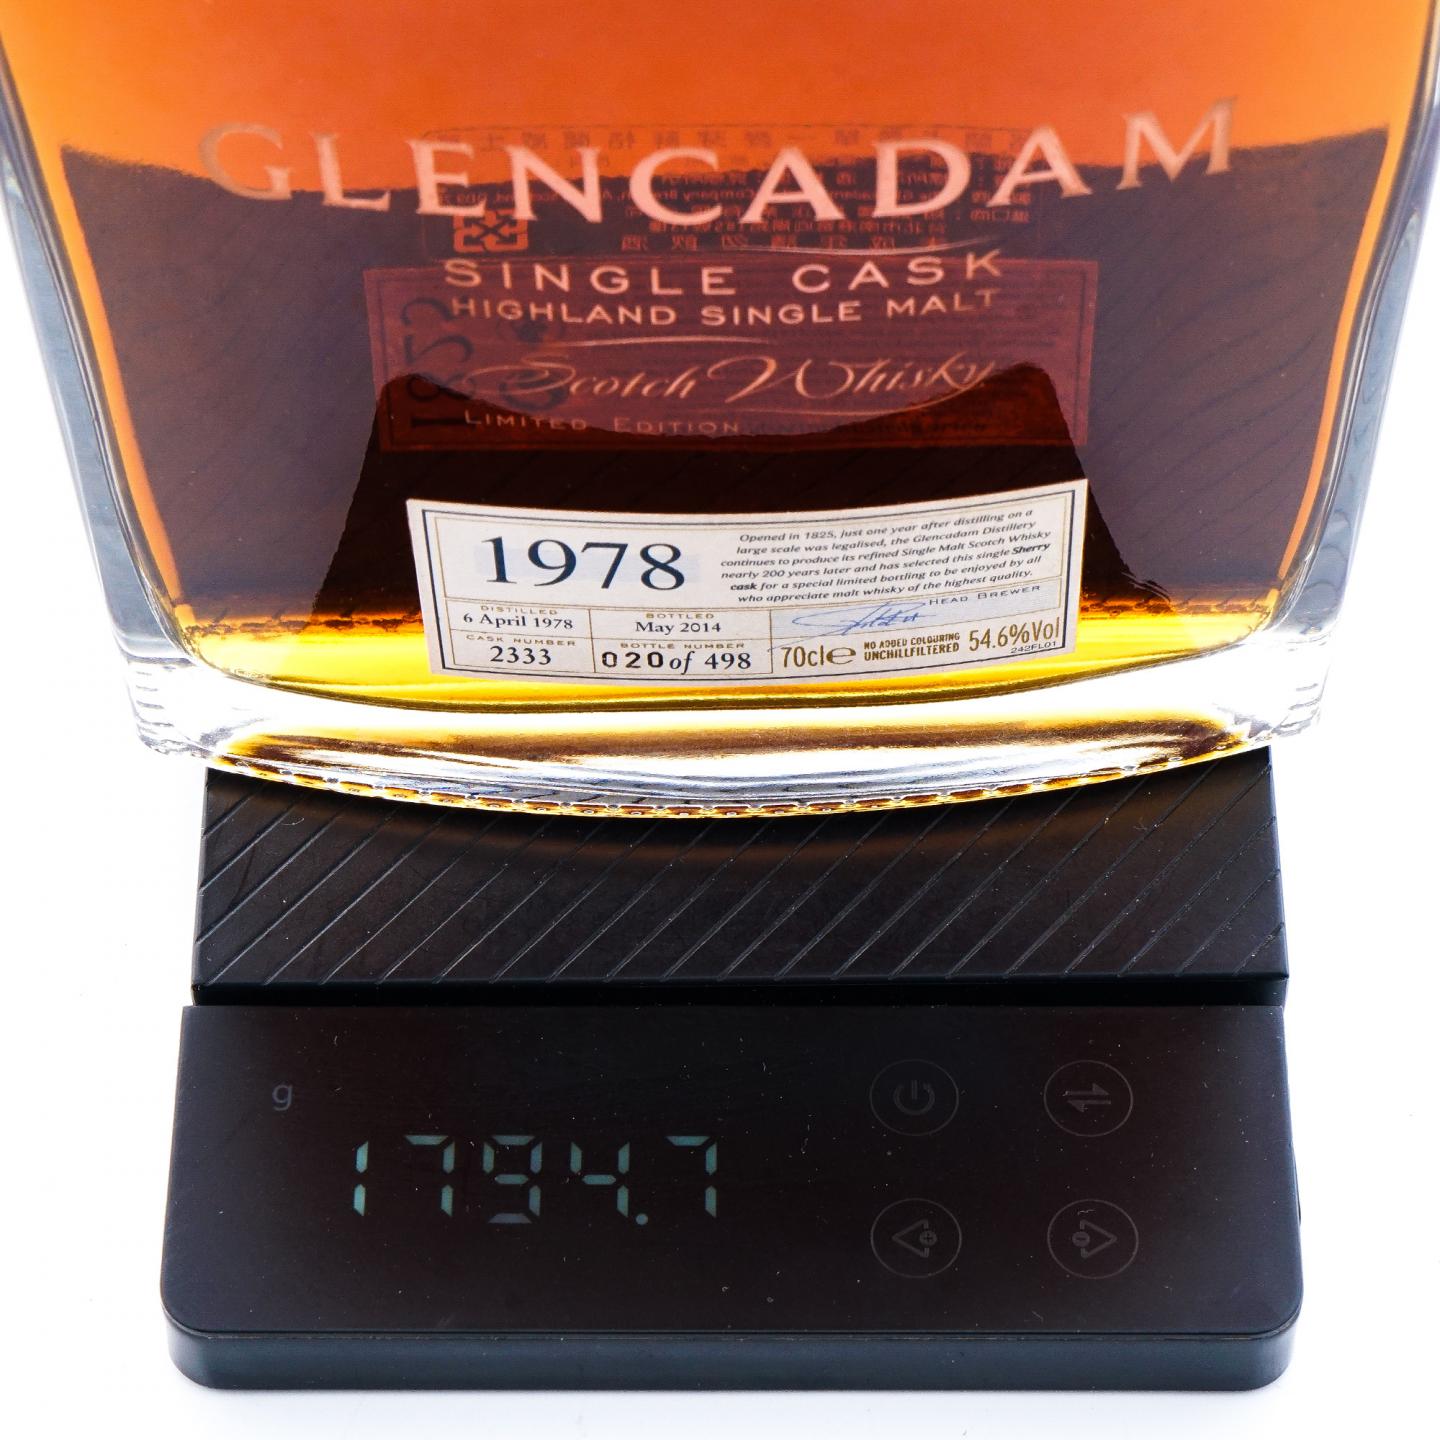 GLENCADAM
SINGLE CASK
HIGHLAND SINGLE MALT
Scotch Whisky
LIMITED EDITION
1978
Opened in 1825, just one year after distilling on a
large scale was legalised, the Glencadam Distillery
continues to produce its refined Single Malt Scotch Whisky
nearly 200 years later and has selected this single Sherry
cask for a special limited bottling to be enjoyed by all
who appreciate malt whisky of the highest quality.
HEAD BREWER
DISTILLED
6 April 1978
BOTTLED
May 2014
CASK NUMBER
2333
BOTTLE NUMBER
020 of 498
70cl e
NO ADDED COLOURING
UNCHILLFILTERED
54.6%Vol
242FL01
g
1794.7